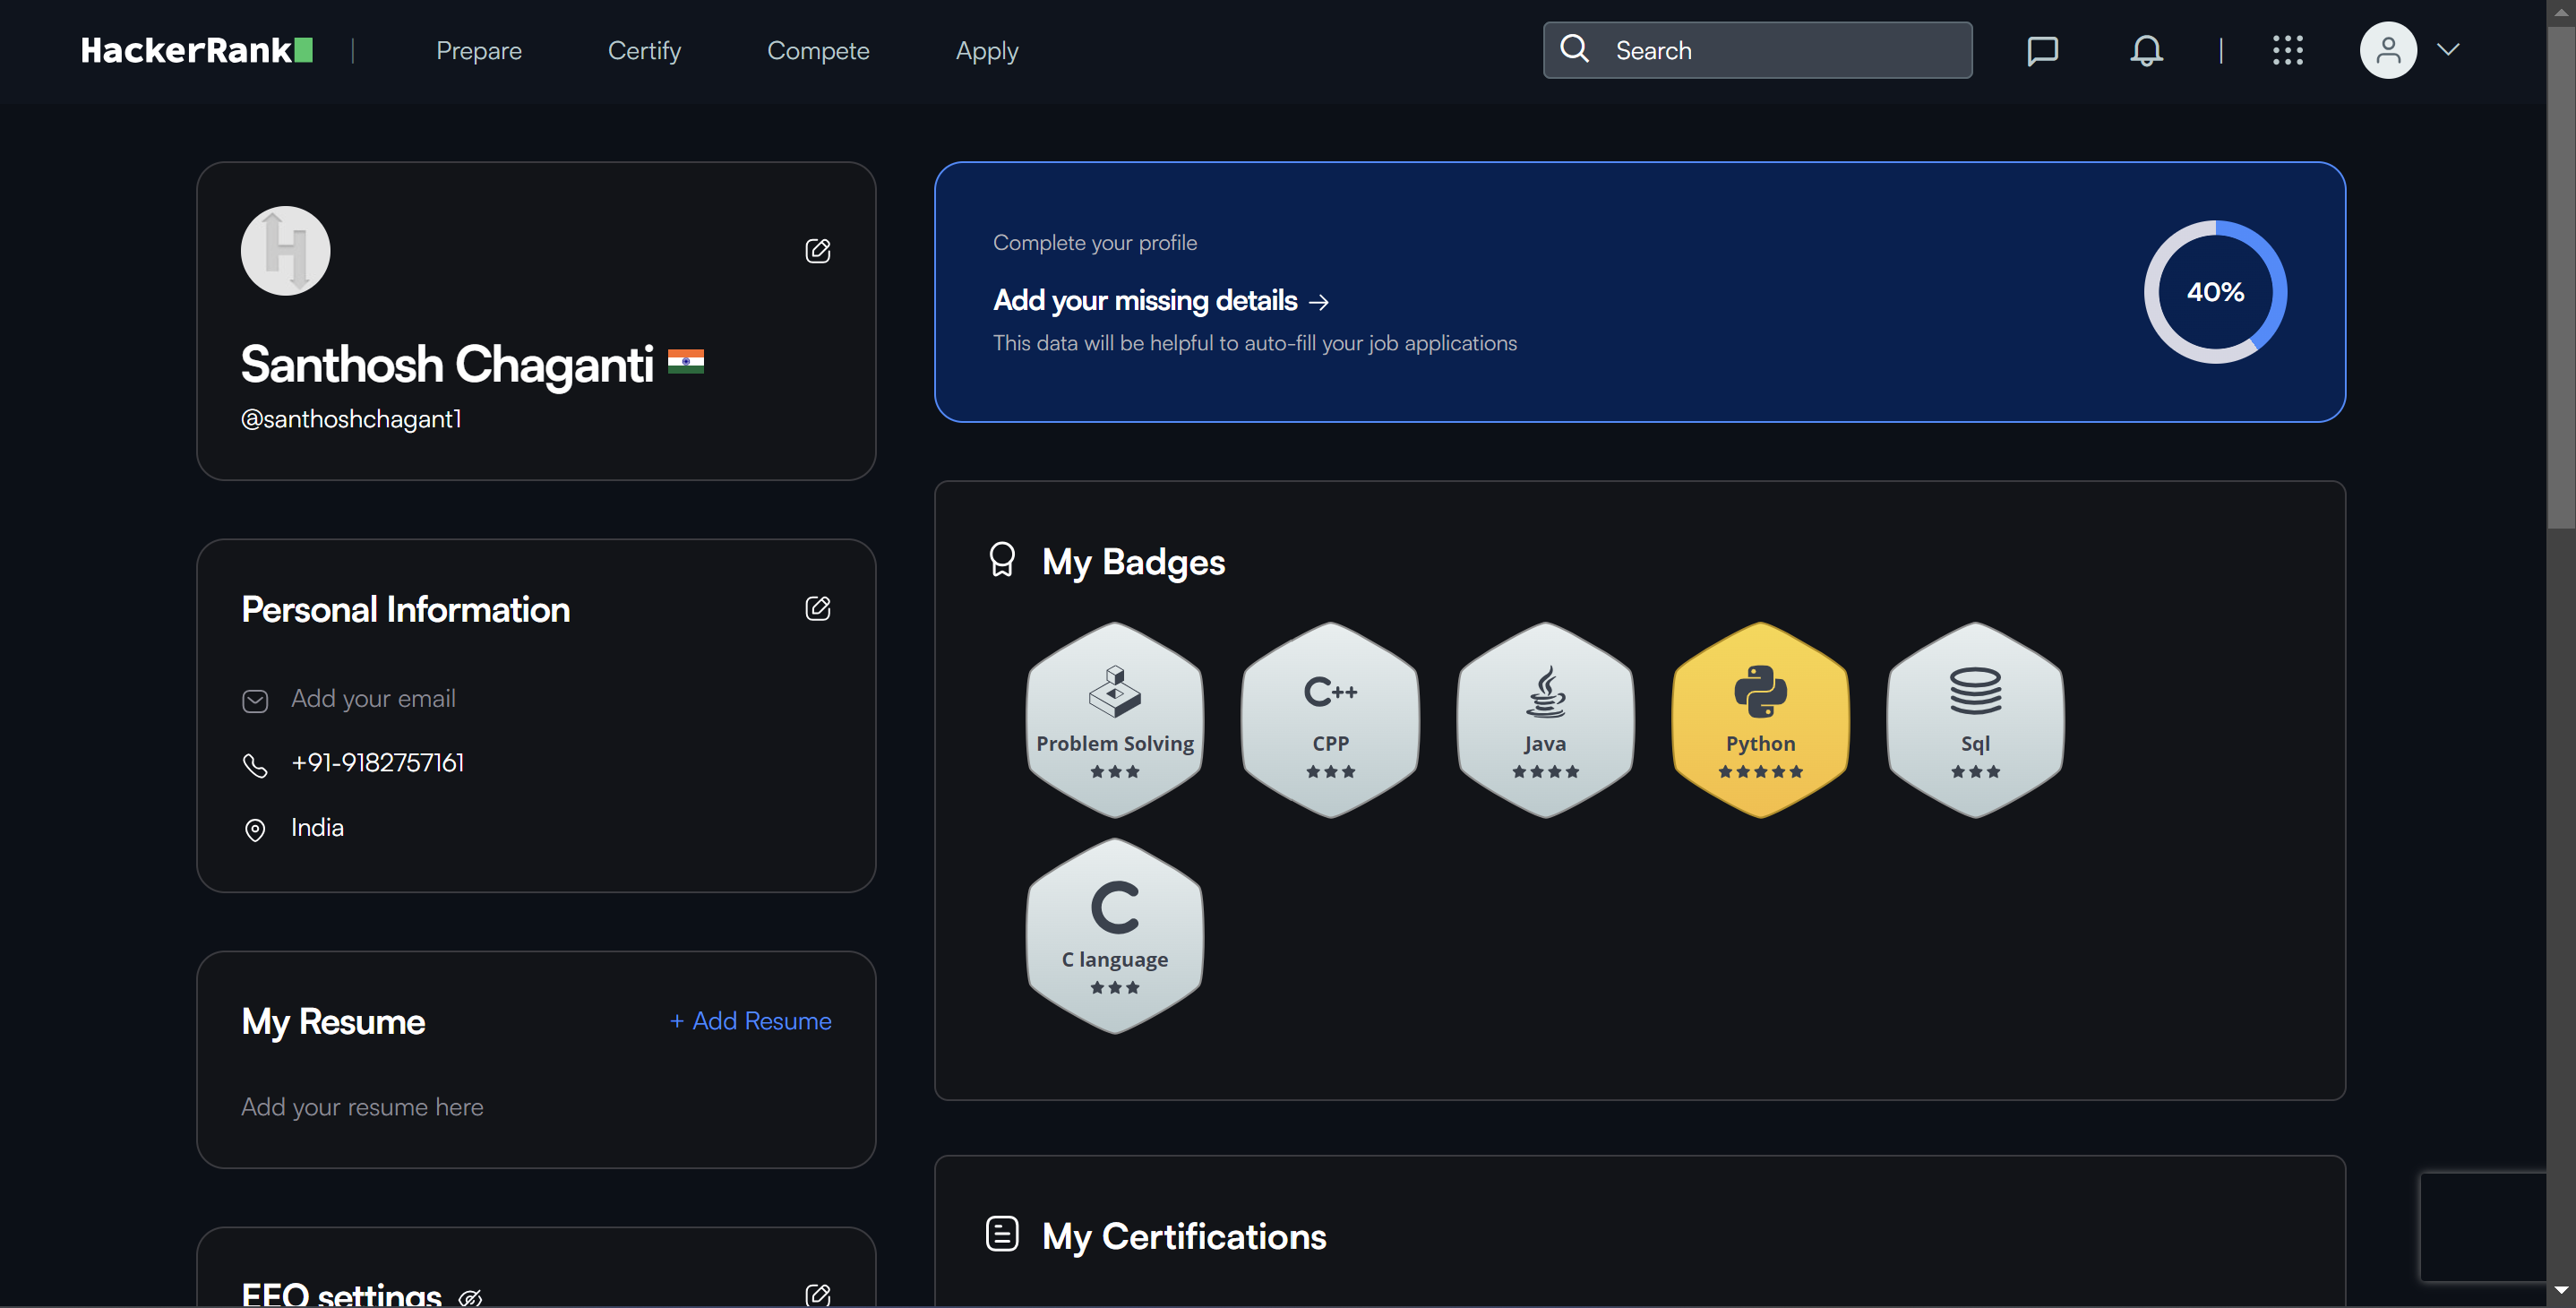 HackerRank
Prepare
Certify
Compete
Apply
Search
Santhosh Chaganti
@santhoshchagant1
Personal Information
Add your email
+91-9182757161
India
My Resume
+ Add Resume
Add your resume here
EEO settings
Complete your profile
Add your missing details →
This data will be helpful to auto-fill your job applications
40%
My Badges
Problem Solving
C++
CPP
Java
Python
Sql
C
C language
My Certifications